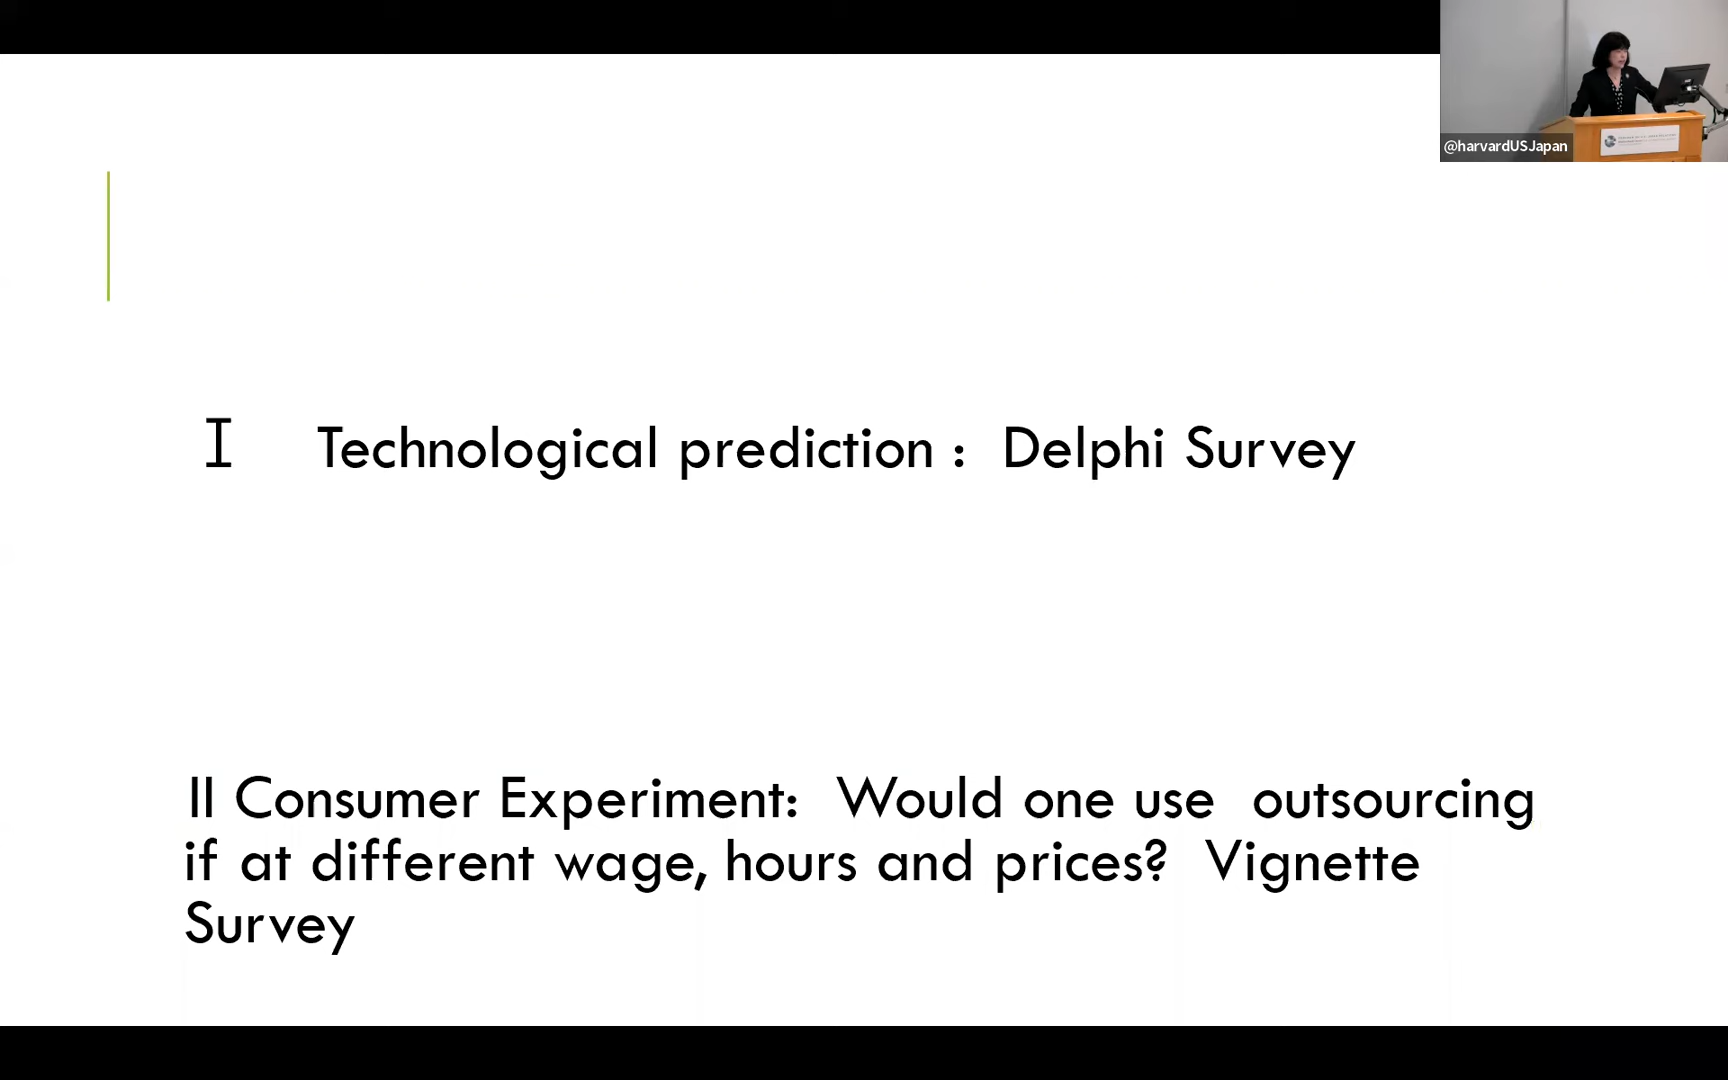 @harvardUSJapan
I Technological prediction : Delphi Survey
II Consumer Experiment: Would one use outsourcing
if at different wage, hours and prices? Vignette
Survey